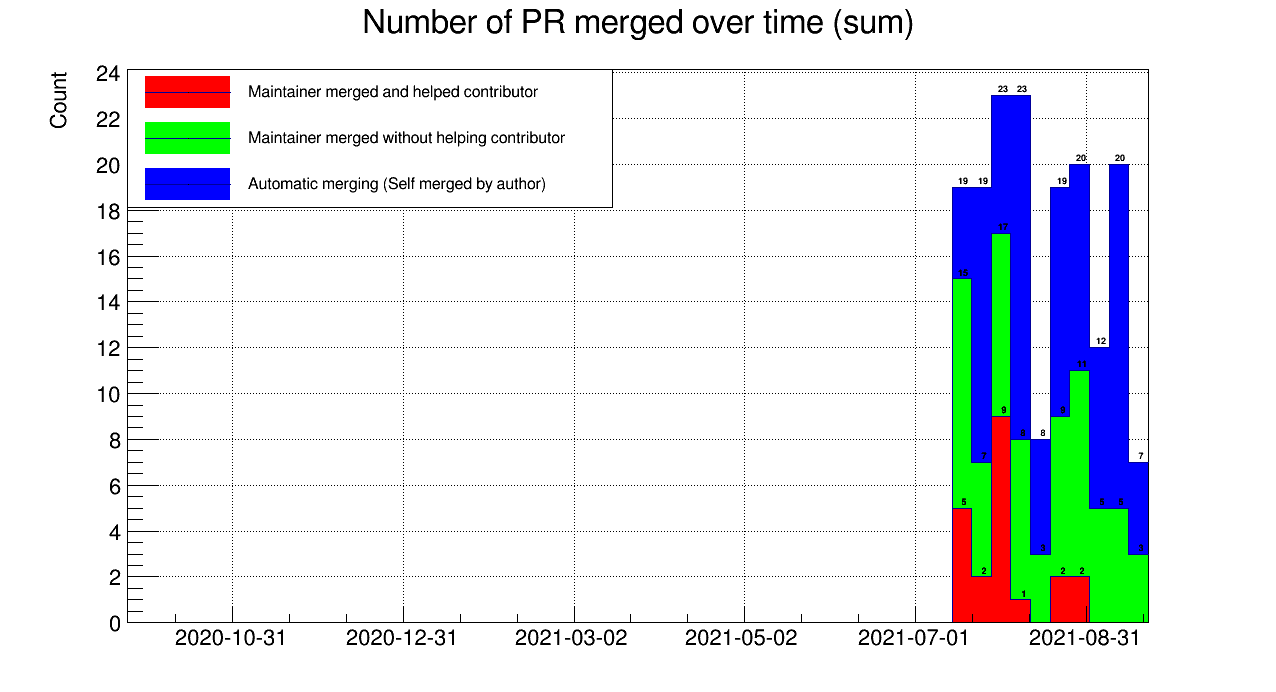 Number of PR merged over time (sum)
Count
24
22
20
18
16
14
12
10
8
6
4
2
0
Maintainer merged and helped contributor
Maintainer merged without helping contributor
Automatic merging (Self merged by author)
19 19 23 23 8 19 20 12 20 7
15 7 17 8 3 9 11 5 5 3
5 2 9 1 2 2
2020-10-31 2020-12-31 2021-03-02 2021-05-02 2021-07-01 2021-08-31